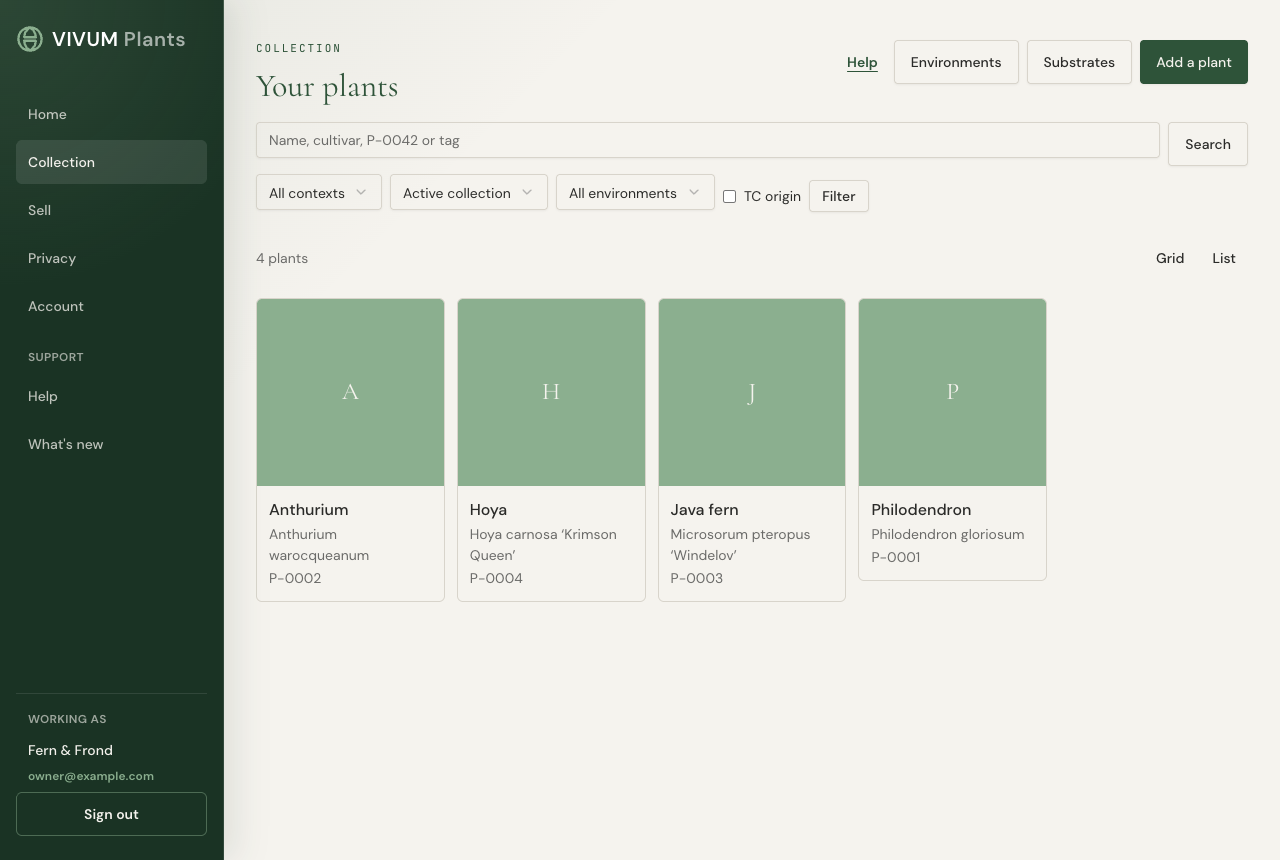 VIVUM Plants
Home
Collection
Sell
Privacy
Account
SUPPORT
Help
What's new
WORKING AS
Fern & Frond
owner@example.com
Sign out
COLLECTION
Your plants
Help
Environments
Substrates
Add a plant
Name, cultivar, P-0042 or tag
Search
All contexts
Active collection
All environments
TC origin
Filter
4 plants
Grid
List
A
Anthurium
Anthurium
warocqueanum
P-0002
H
Hoya
Hoya carnosa ‘Krimson
Queen’
P-0004
J
Java fern
Microsorum pteropus
‘Windelov’
P-0003
P
Philodendron
Philodendron gloriosum
P-0001